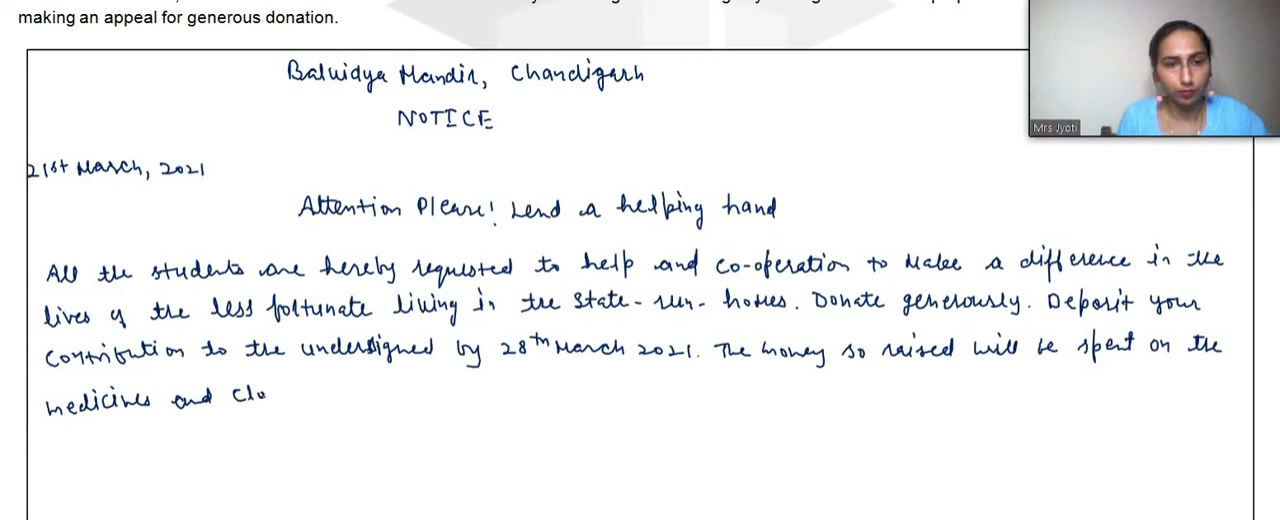 making an appeal for generous donation.
Mrs Jyoti
Balvidya Mandir, Chandigarh
NOTICE
21st March, 2021
Attention Please! Lend a helping hand
All the students are hereby requested to help and co-operation to make a difference in the
lives of the less fortunate living in the State-run-homes. Donate generously. Deposit your
contribution to the undersigned by 28th March 2021. The money so raised will be spent on the
medicines and clo